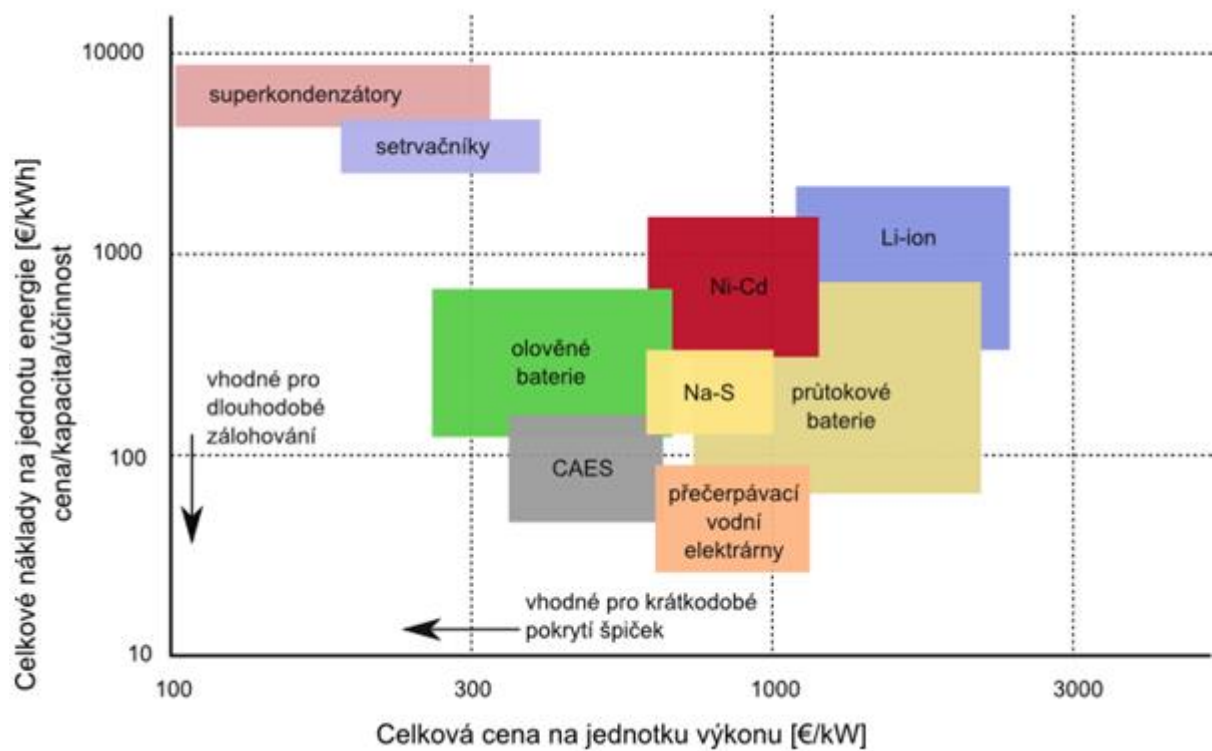 Celkové náklady na jednotu energie [€/kWh]
cena/kapacita/účinnost
10000
1000
100
10
superkondenzátory
setrvačníky
Li-ion
Ni-Cd
olověné
baterie
Na-S
průtokové
baterie
CAES
přečerpávací
vodní
elektrárny
vhodné pro
dlouhodobé
zálohování
vhodné pro krátkodobé
pokrytí špiček
100
300
1000
3000
Celková cena na jednotku výkonu [€/kW]